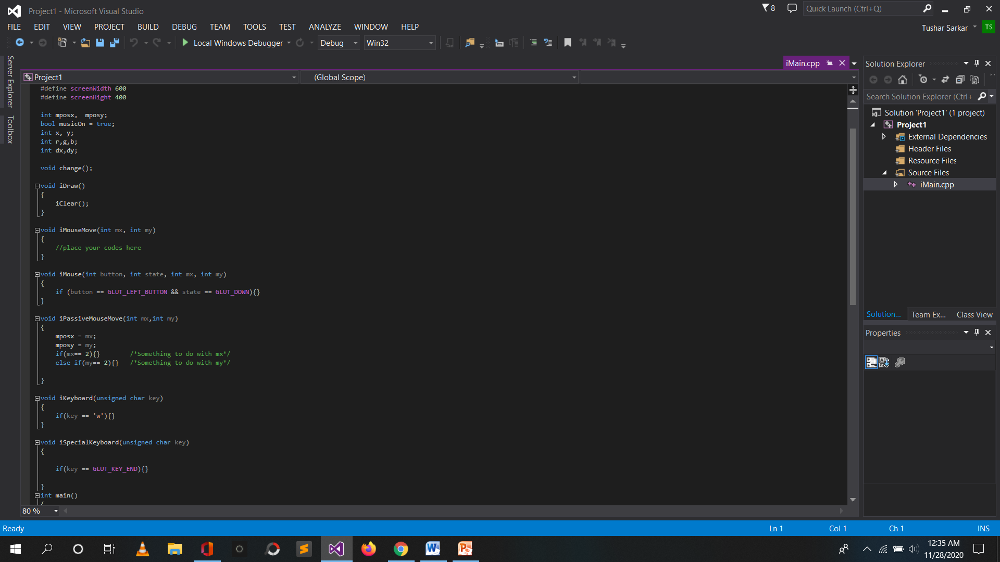 Project1 - Microsoft Visual Studio
8
Quick Launch (Ctrl+Q)
FILE EDIT VIEW PROJECT BUILD DEBUG TEAM TOOLS TEST ANALYZE WINDOW HELP
Tushar Sarkar TS
Local Windows Debugger Debug Win32
Server Explorer
Toolbox
iMain.cpp
Project1 (Global Scope)
#define screenWidth 600
#define screenHight 400
int mposx,  mposy;
bool musicOn = true;
int x, y;
int r,g,b;
int dx,dy;
void change();
void iDraw()
{
iClear();
}
void iMouseMove(int mx, int my)
{
//place your codes here
}
void iMouse(int button, int state, int mx, int my)
{
if (button == GLUT_LEFT_BUTTON && state == GLUT_DOWN){}
}
void iPassiveMouseMove(int mx,int my)
{
mposx = mx;
mposy = my;
if(mx== 2){}        /*Something to do with mx*/
else if(my== 2){}   /*Something to do with my*/
}
void iKeyboard(unsigned char key)
{
if(key == 'w'){}
}
void iSpecialKeyboard(unsigned char key)
{
if(key == GLUT_KEY_END){}
}
int main()
{
80 %
Solution Explorer
Search Solution Explorer (Ctrl+
Solution 'Project1' (1 project)
Project1
External Dependencies
Header Files
Resource Files
Source Files
iMain.cpp
Solution... Team Ex... Class View
Properties
Ready Ln 1 Col 1 Ch 1 INS
12:35 AM
11/28/2020